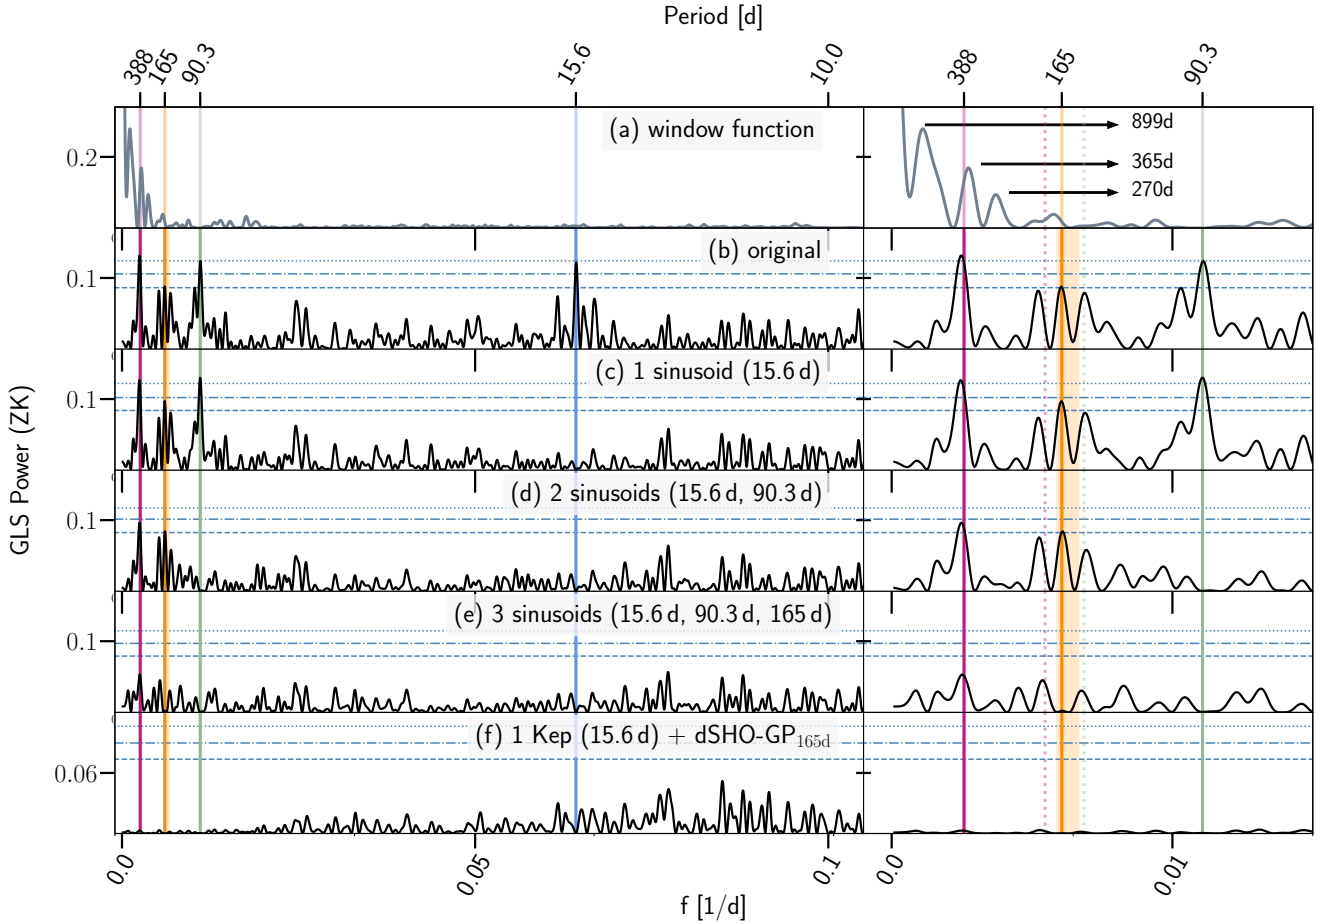 Period [d]
388 165 90.3 15.6 10.0 388 165 90.3
(a) window function
899d
365d
270d
0.2
(b) original
0.1
(c) 1 sinusoid (15.6 d)
0.1
(d) 2 sinusoids (15.6 d, 90.3 d)
0.1
(e) 3 sinusoids (15.6 d, 90.3 d, 165 d)
0.1
(f) 1 Kep (15.6 d) + dSHO-GP165d
0.06
GLS Power (ZK)
0.0 0.05 0.1 0.0 0.01
f [1/d]